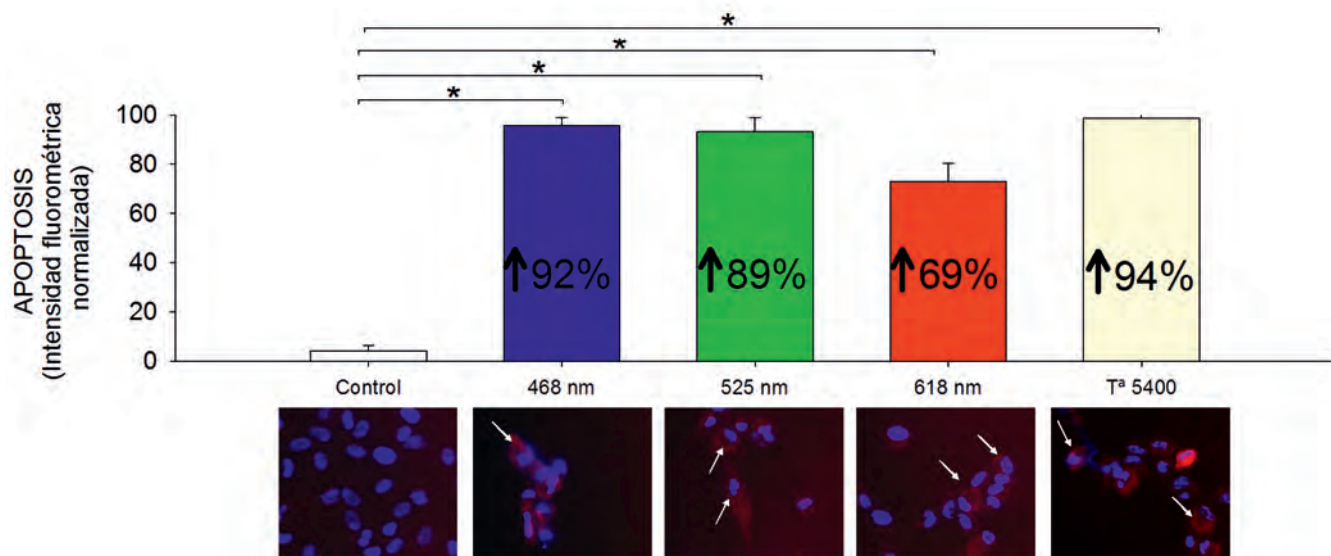 *
*
*
*
APOPTOSIS
(Intensidad fluorométrica
normalizada)
100
80
60
40
20
0
↑92%
↑89%
↑69%
↑94%
Control
468 nm
525 nm
618 nm
Tª 5400